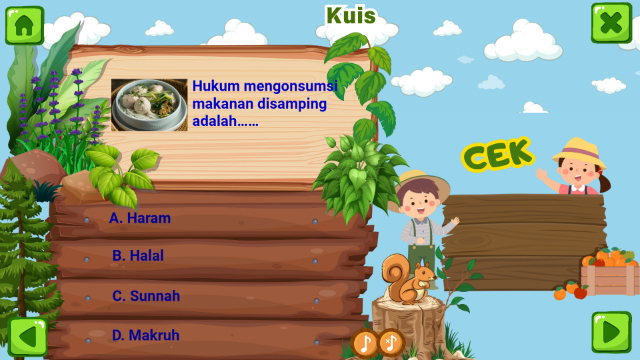 Kuis
Hukum mengonsumsi
makanan disamping
adalah......
CEK
A. Haram
B. Halal
C. Sunnah
D. Makruh